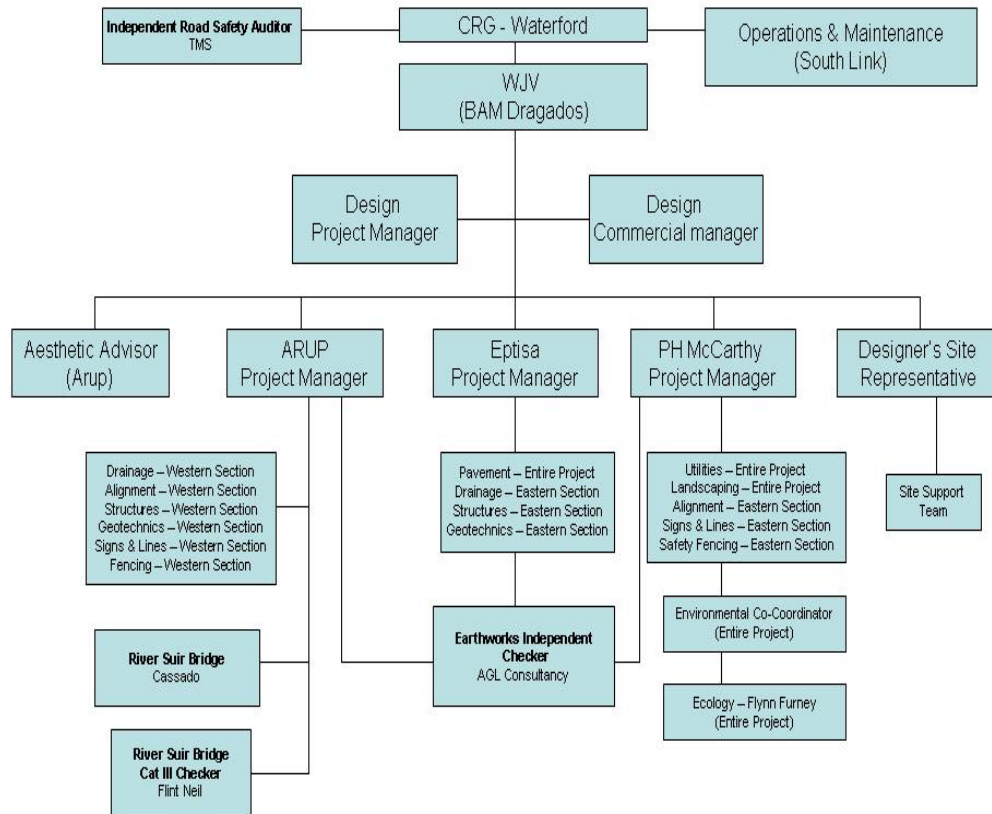 Independent Road Safety Auditor
TMS
CRG - Waterford
Operations & Maintenance
(South Link)
WJV
(BAM Dragados)
Design
Project Manager
Design
Commercial manager
Aesthetic Advisor
(Arup)
ARUP
Project Manager
Eptisa
Project Manager
PH McCarthy
Project Manager
Designer's Site
Representative
Drainage – Western Section
Alignment – Western Section
Structures – Western Section
Geotechnics – Western Section
Signs & Lines – Western Section
Fencing – Western Section
Pavement – Entire Project
Drainage – Eastern Section
Structures – Eastern Section
Geotechnics – Eastern Section
Utilities – Entire Project
Landscaping – Entire Project
Alignment – Eastern Section
Signs & Lines – Eastern Section
Safety Fencing – Eastern Section
Site Support
Team
River Suir Bridge
Cassado
Earthworks Independent
Checker
AGL Consultancy
Environmental Co-Coordinator
(Entire Project)
Ecology – Flynn Furney
(Entire Project)
River Suir Bridge
Cat III Checker
Flint Neil